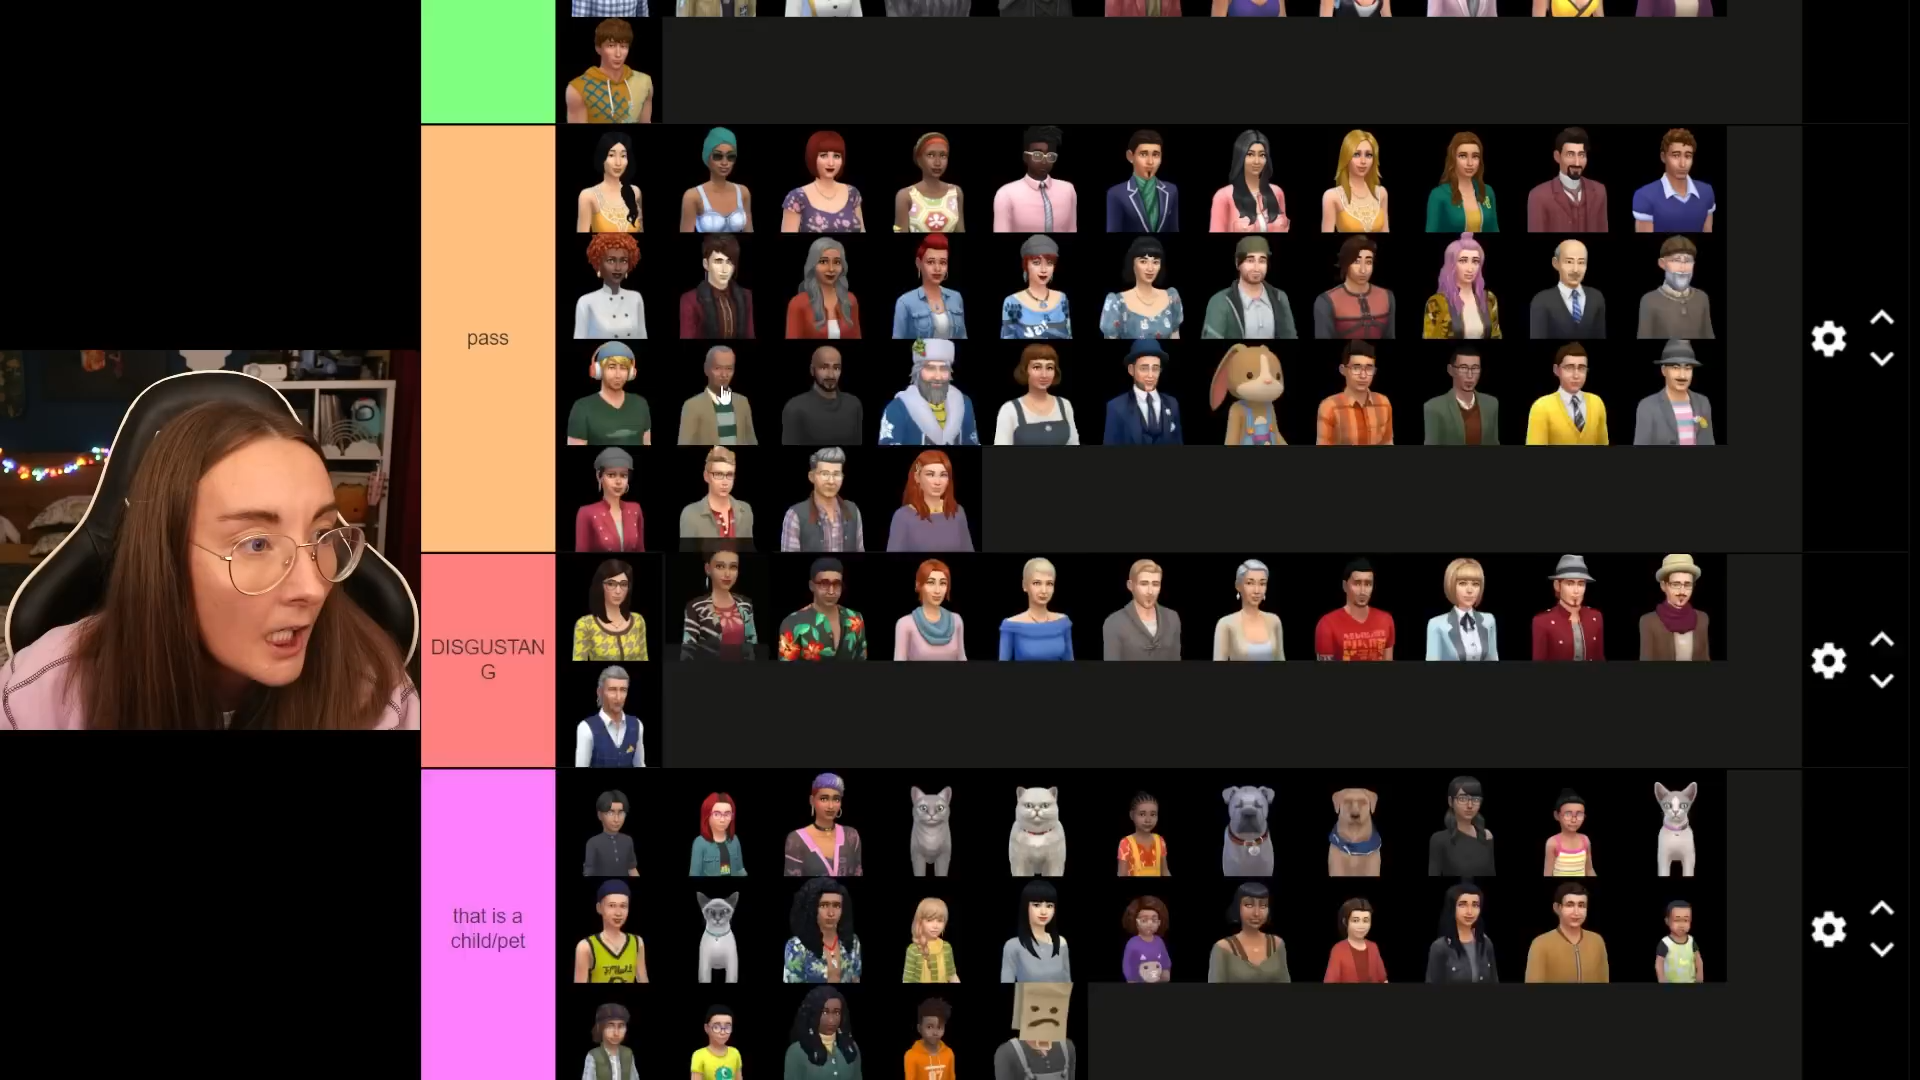 pass
DISGUSTAN
G
that is a
child/pet